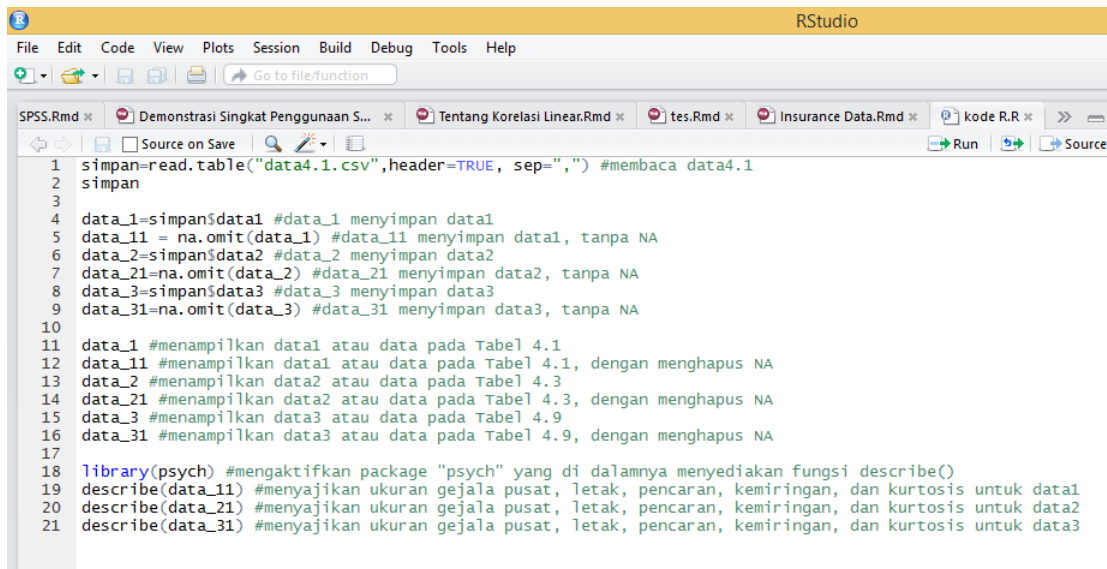 R
RStudio
File Edit Code View Plots Session Build Debug Tools Help
Go to file/function
SPSS.Rmd Demonstrasi Singkat Penggunaan S... Tentang Korelasi Linear.Rmd tes.Rmd Insurance Data.Rmd kode R.R
Source on Save Run Source
1 simpan=read.table("data4.1.csv",header=TRUE, sep=",") #membaca data4.1
2 simpan
3
4 data_1=simpan$data1 #data_1 menyimpan data1
5 data_11 = na.omit(data_1) #data_11 menyimpan data1, tanpa NA
6 data_2=simpan$data2 #data_2 menyimpan data2
7 data_21=na.omit(data_2) #data_21 menyimpan data2, tanpa NA
8 data_3=simpan$data3 #data_3 menyimpan data3
9 data_31=na.omit(data_3) #data_31 menyimpan data3, tanpa NA
10
11 data_1 #menampilkan data1 atau data pada Tabel 4.1
12 data_11 #menampilkan data1 atau data pada Tabel 4.1, dengan menghapus NA
13 data_2 #menampilkan data2 atau data pada Tabel 4.3
14 data_21 #menampilkan data2 atau data pada Tabel 4.3, dengan menghapus NA
15 data_3 #menampilkan data3 atau data pada Tabel 4.9
16 data_31 #menampilkan data3 atau data pada Tabel 4.9, dengan menghapus NA
17
18 library(psych) #mengaktifkan package "psych" yang di dalamnya menyediakan fungsi describe()
19 describe(data_11) #menyajikan ukuran gejala pusat, letak, pencaran, kemiringan, dan kurtosis untuk data1
20 describe(data_21) #menyajikan ukuran gejala pusat, letak, pencaran, kemiringan, dan kurtosis untuk data2
21 describe(data_31) #menyajikan ukuran gejala pusat, letak, pencaran, kemiringan, dan kurtosis untuk data3